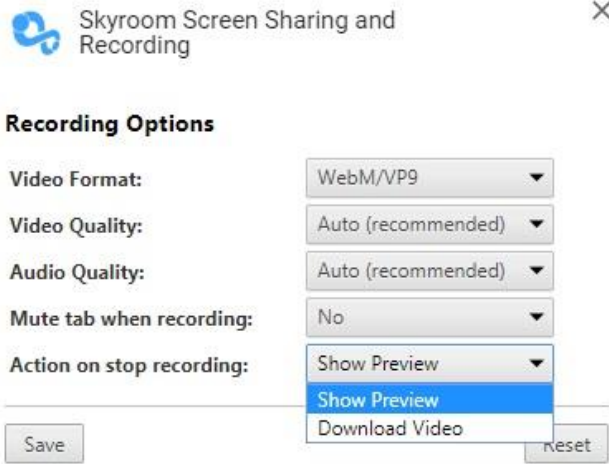 Skyroom Screen Sharing and
Recording
Recording Options
Video Format: WebM/VP9
Video Quality: Auto (recommended)
Audio Quality: Auto (recommended)
Mute tab when recording: No
Action on stop recording: Show Preview
Show Preview
Download Video
Save Reset